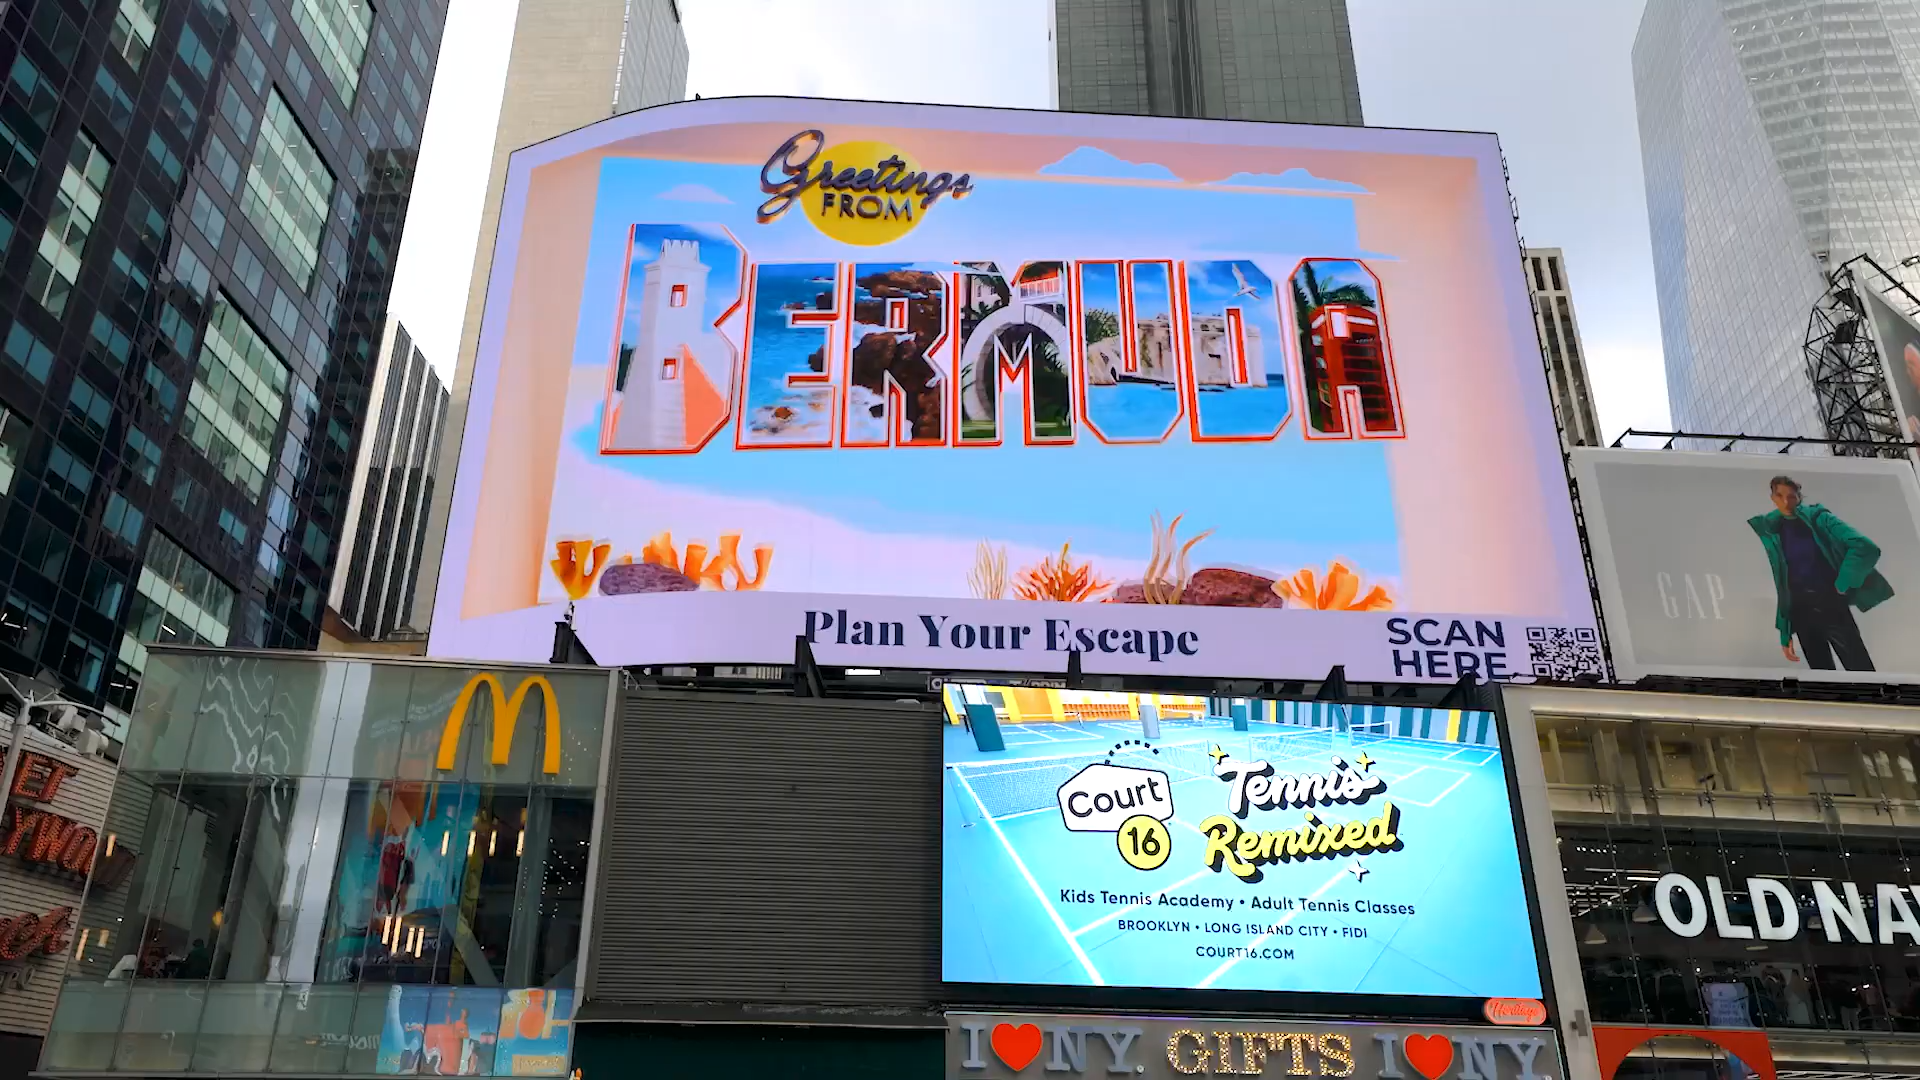 Greetings
FROM
BERMUDA
Plan Your Escape
SCAN
HERE
GAP
Court
16
Tennis
Remixed
Kids Tennis Academy • Adult Tennis Classes
BROOKLYN • LONG ISLAND CITY • FIDI
COURT16.COM
OLD NA
Heritage
I NY. GIFTS I NY.